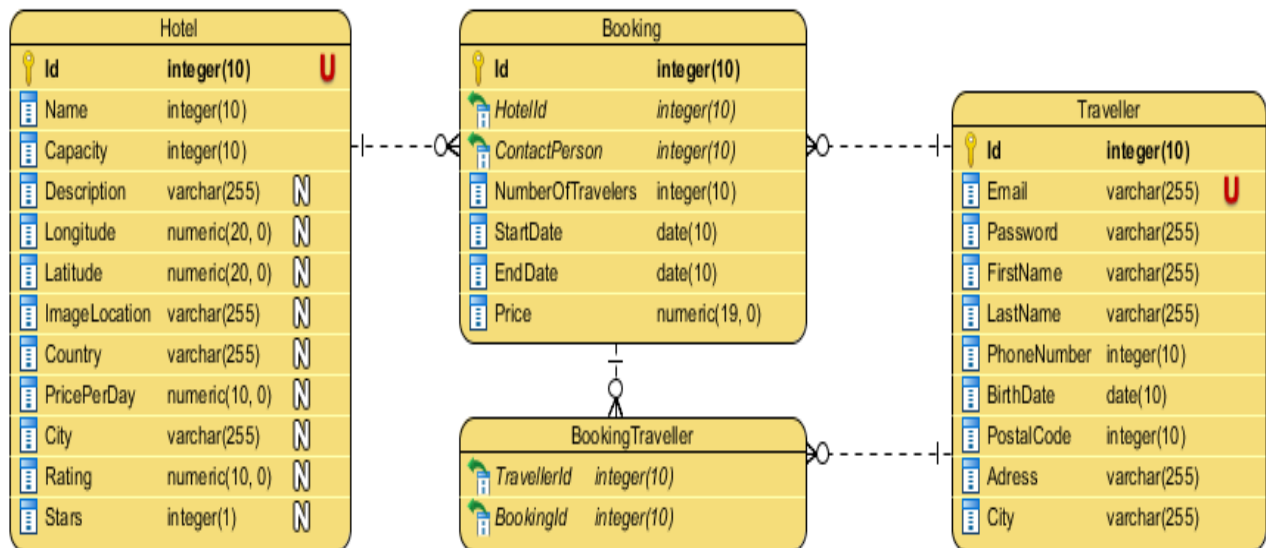 Hotel
Id integer(10) U
Name integer(10)
Capacity integer(10)
Description varchar(255) N
Longitude numeric(20, 0) N
Latitude numeric(20, 0) N
ImageLocation varchar(255) N
Country varchar(255) N
PricePerDay numeric(10, 0) N
City varchar(255) N
Rating numeric(10, 0) N
Stars integer(1) N
Booking
Id integer(10)
HotelId integer(10)
ContactPerson integer(10)
NumberOfTravelers integer(10)
StartDate date(10)
EndDate date(10)
Price numeric(19, 0)
BookingTraveller
TravellerId integer(10)
BookingId integer(10)
Traveller
Id integer(10)
Email varchar(255) U
Password varchar(255)
FirstName varchar(255)
LastName varchar(255)
PhoneNumber integer(10)
BirthDate date(10)
PostalCode integer(10)
Adress varchar(255)
City varchar(255)